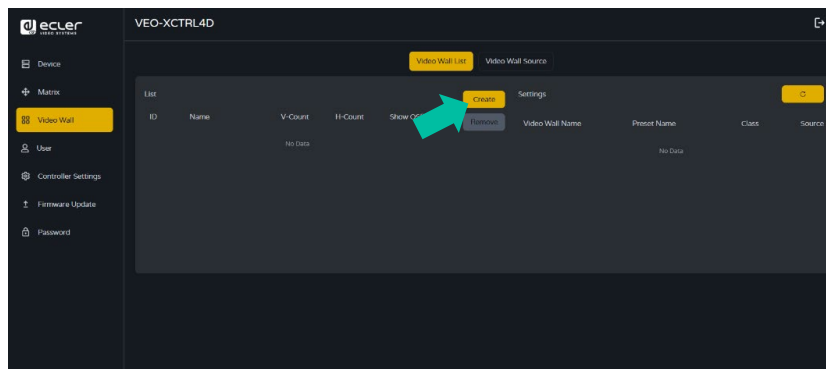 ecler
VIDEO SYSTEMS
VEO-XCTRL4D
Device
Matrix
Video Wall
User
Controller Settings
Firmware Update
Password
Video Wall List
Video Wall Source
List
Create
Remove
ID
Name
V-Count
H-Count
Show OS
No Data
Settings
Video Wall Name
Preset Name
Class
Source
No Data